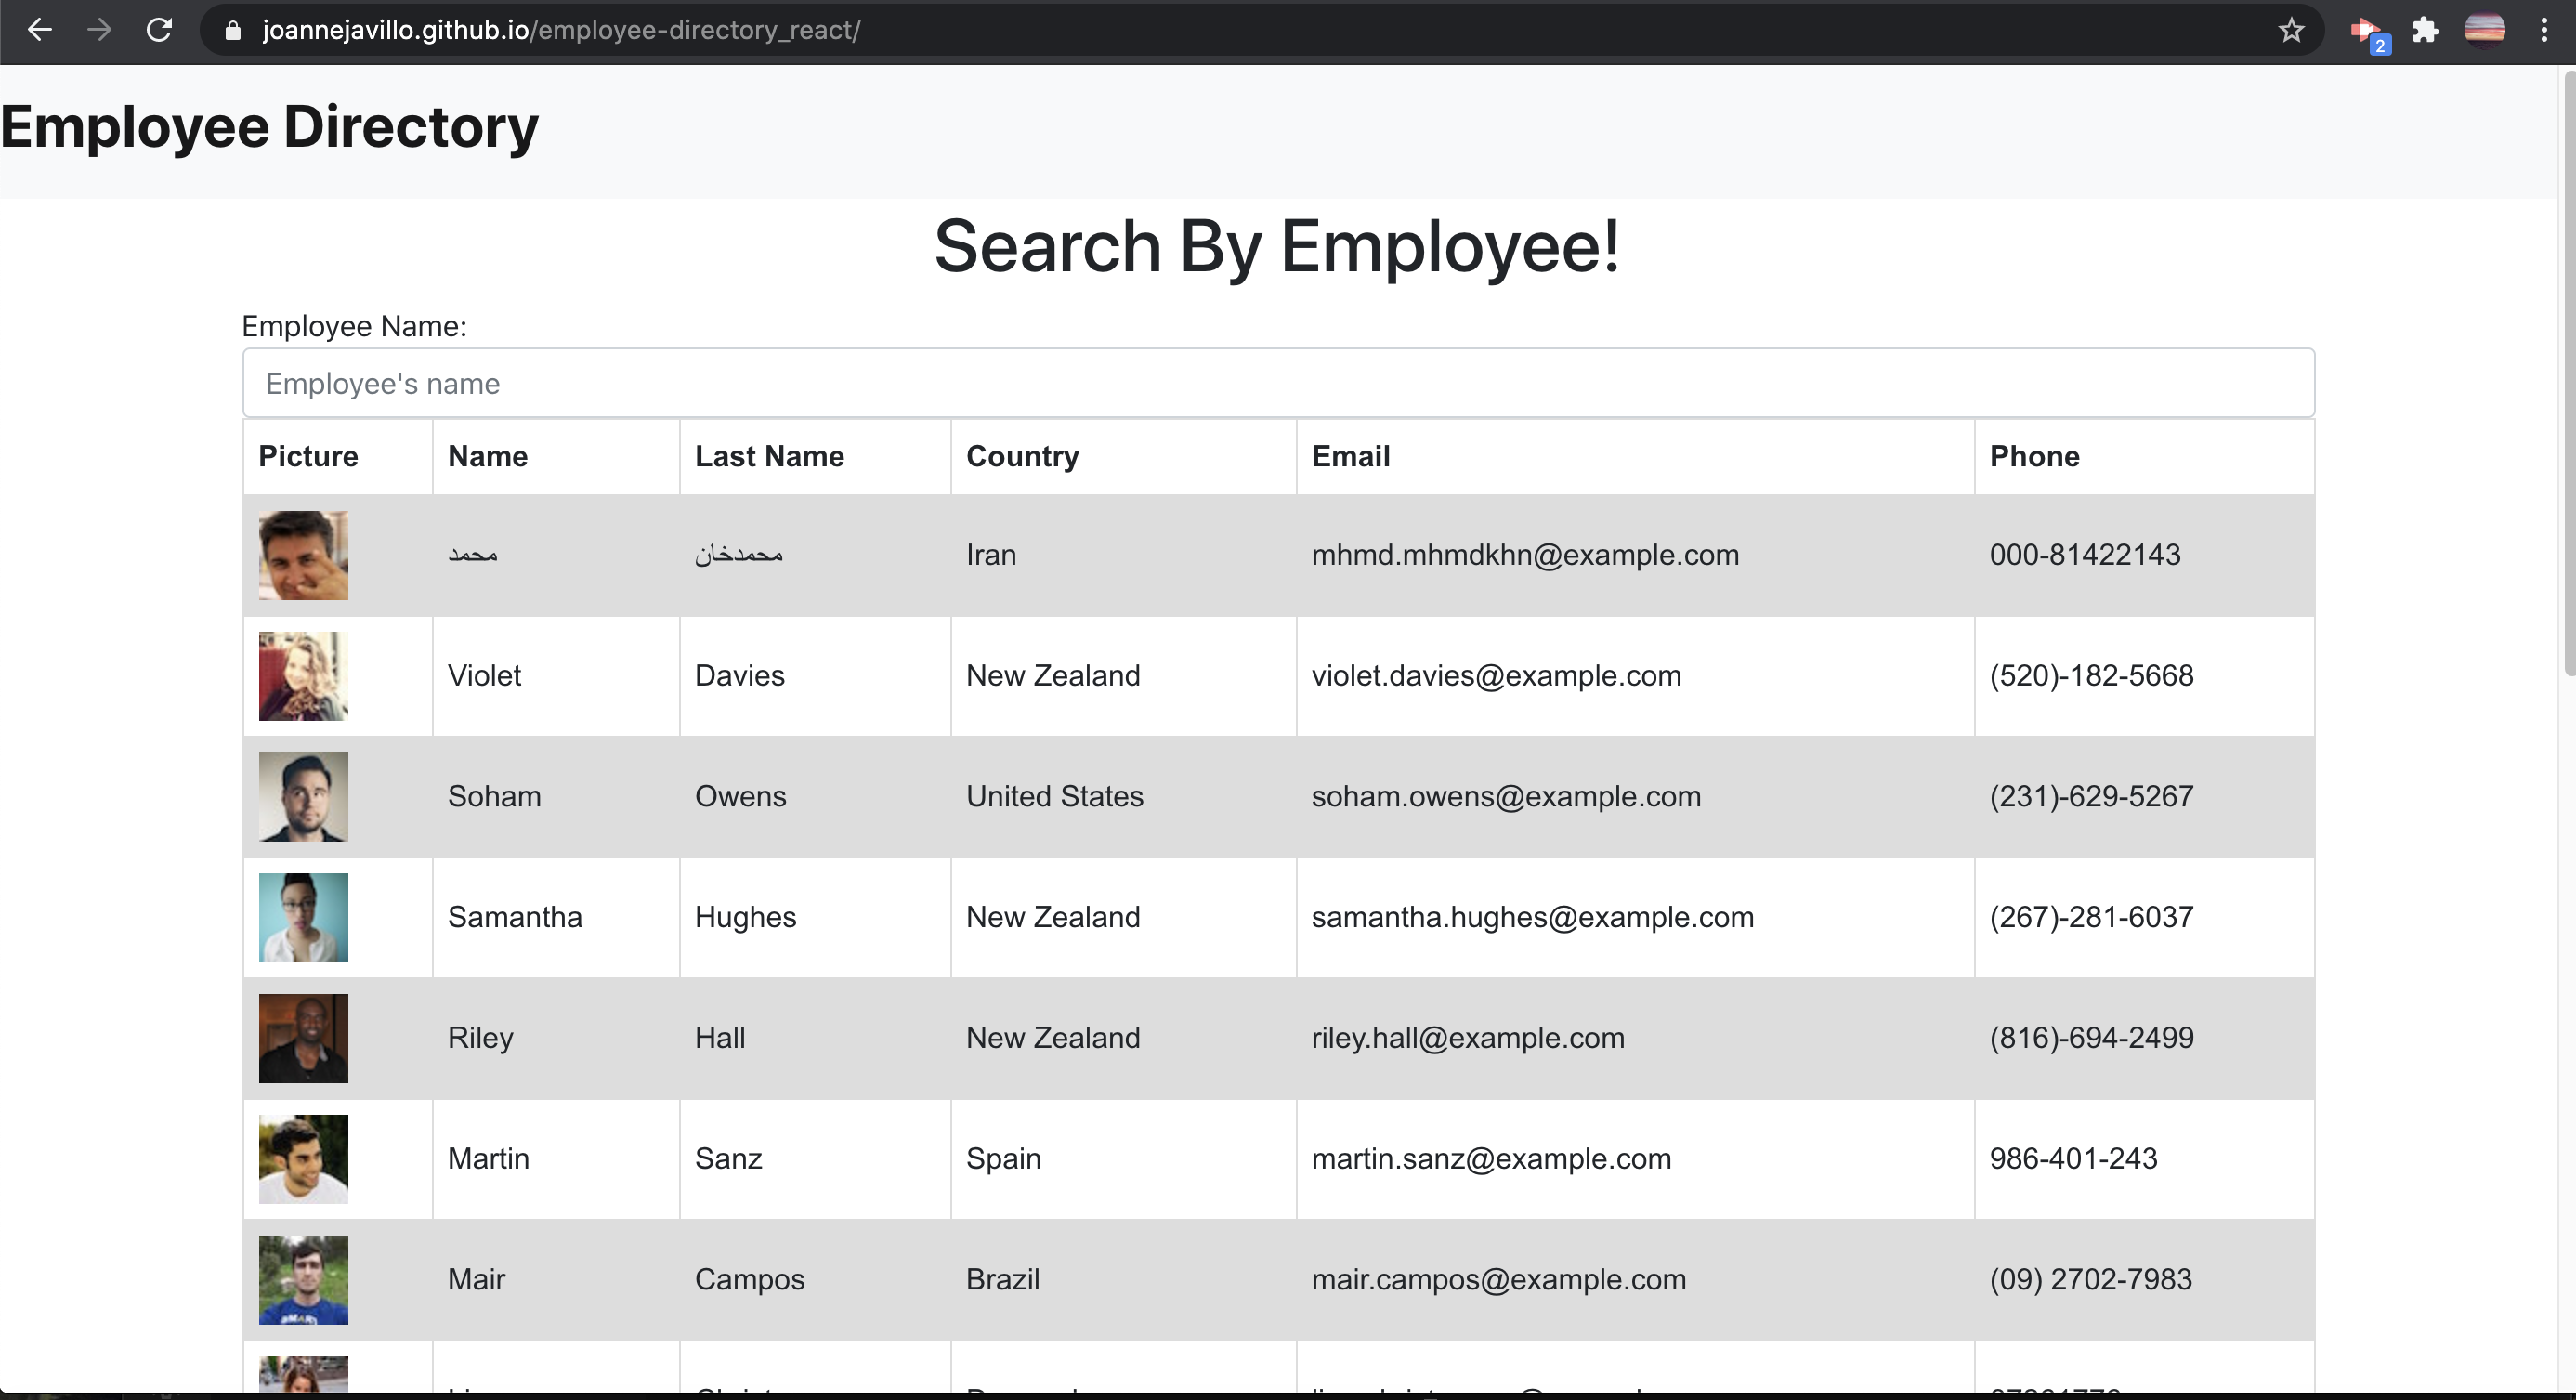 joannejavillo.github.io/employee-directory_react/
2
Employee Directory
Search By Employee!
Employee Name:
Employee's name
Picture Name Last Name Country Email Phone
محمد محمدخان Iran mhmd.mhmdkhn@example.com 000-81422143
Violet Davies New Zealand violet.davies@example.com (520)-182-5668
Soham Owens United States soham.owens@example.com (231)-629-5267
Samantha Hughes New Zealand samantha.hughes@example.com (267)-281-6037
Riley Hall New Zealand riley.hall@example.com (816)-694-2499
Martin Sanz Spain martin.sanz@example.com 986-401-243
Mair Campos Brazil mair.campos@example.com (09) 2702-7983